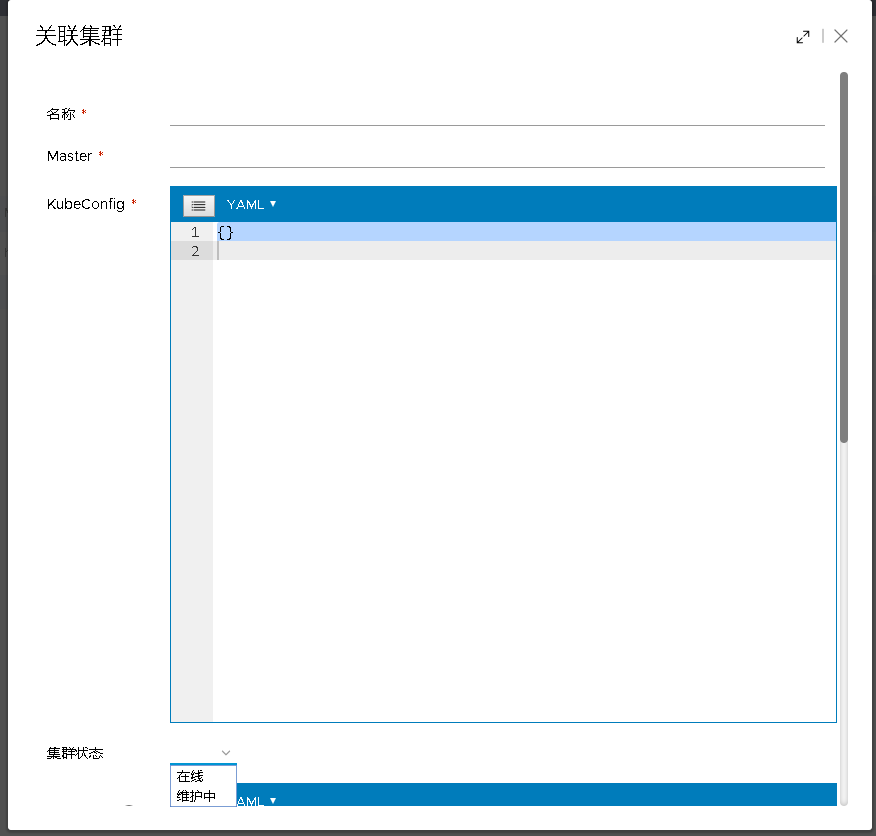 关联集群
名称 *
Master *
KubeConfig *
YAML ▼
1 {}
2
集群状态
在线
维护中
AML ▼